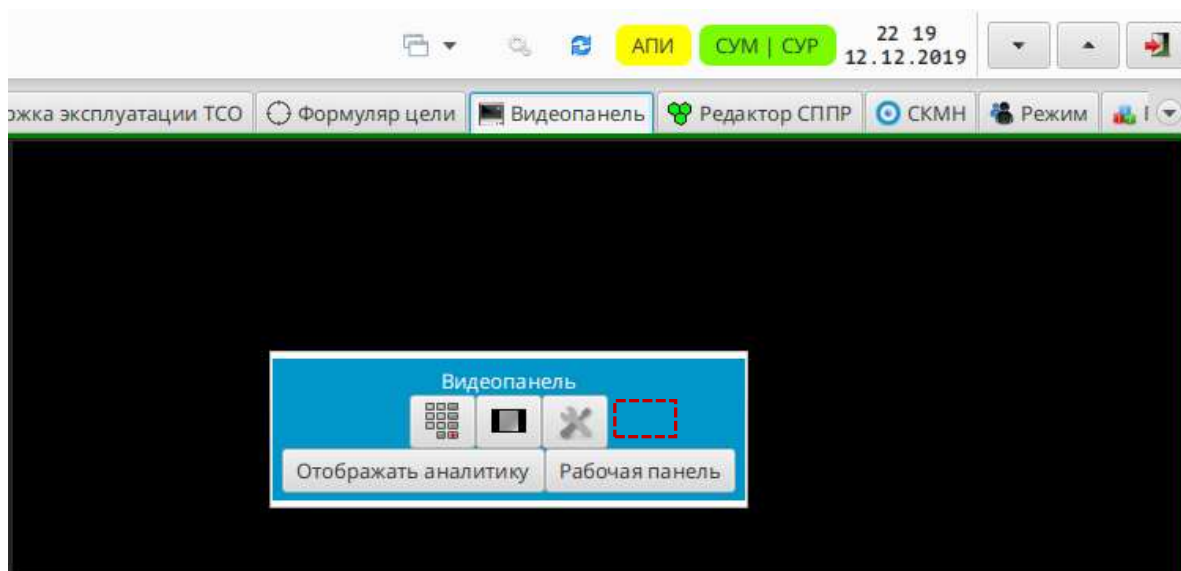 АПИ СУМ | СУР 22 19
12.12.2019
ржка эксплуатации ТСО Формуляр цели Видеопанель Редактор СППР СКМН Режим
Видеопанель
Отображать аналитику Рабочая панель